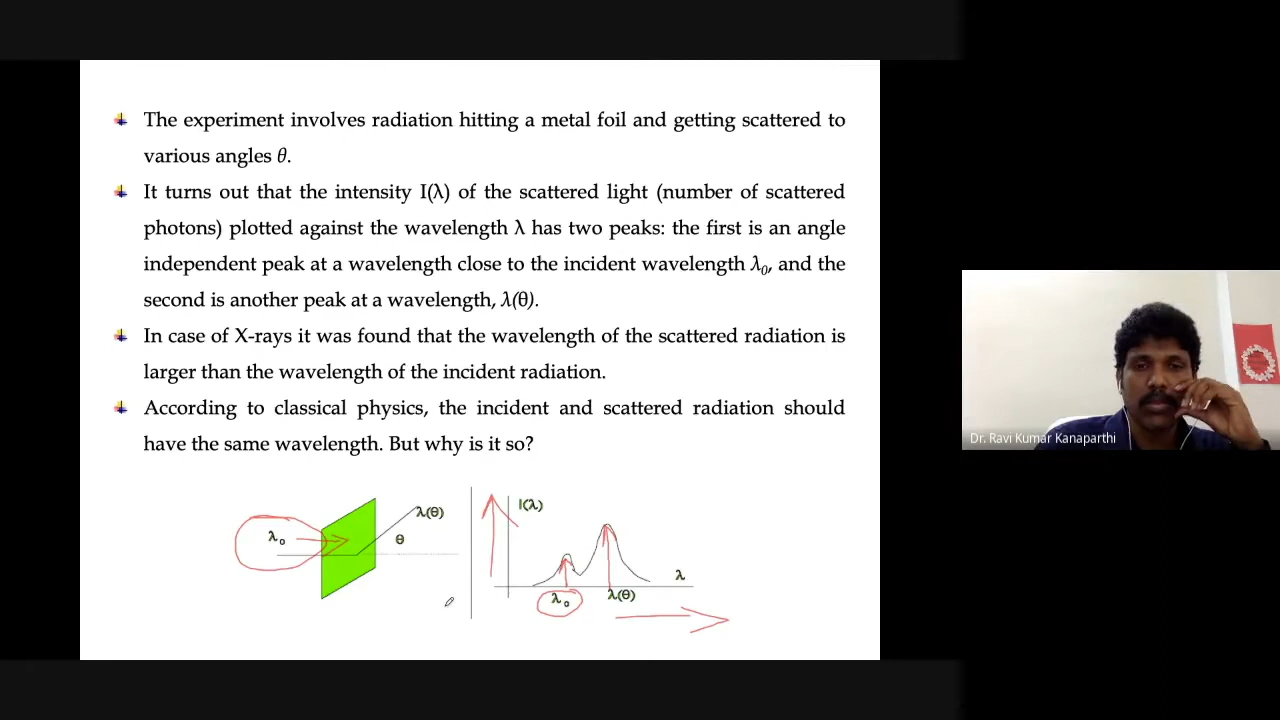 The experiment involves radiation hitting a metal foil and getting scattered to
various angles θ.
It turns out that the intensity I(λ) of the scattered light (number of scattered
photons) plotted against the wavelength λ has two peaks: the first is an angle
independent peak at a wavelength close to the incident wavelength λ₀, and the
second is another peak at a wavelength, λ(θ).
In case of X-rays it was found that the wavelength of the scattered radiation is
larger than the wavelength of the incident radiation.
According to classical physics, the incident and scattered radiation should
have the same wavelength. But why is it so?
λ₀
λ(θ)
θ
I(λ)
λ
λ₀
λ(θ)
Dr. Ravi Kumar Kanaparthi